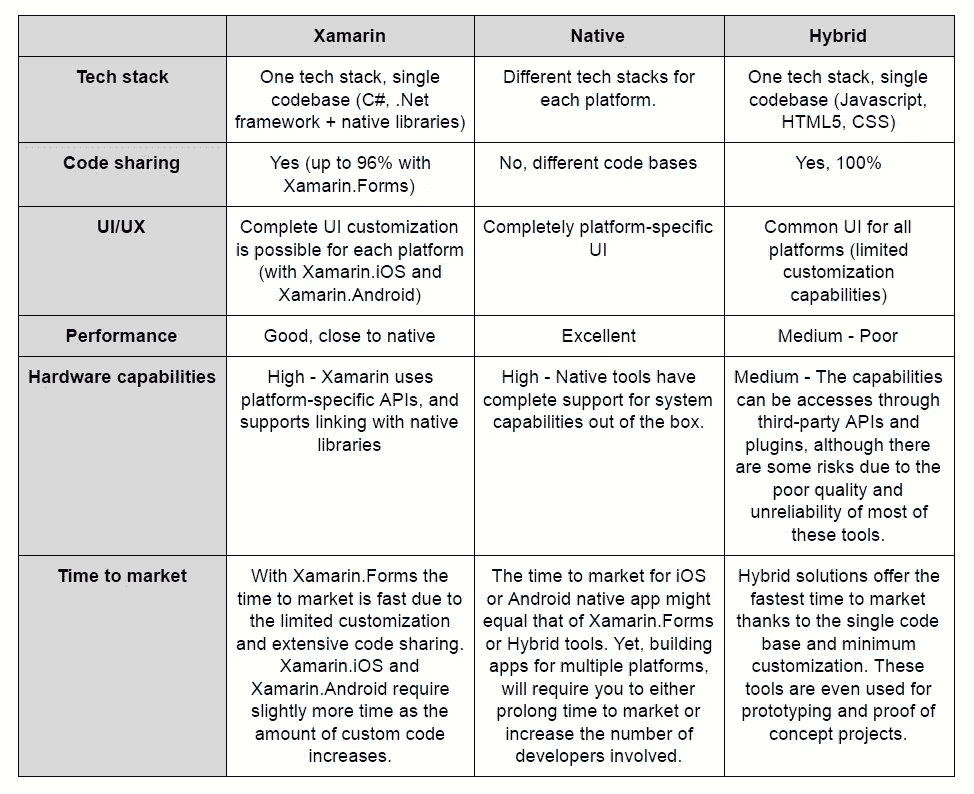 Xamarin
Native
Hybrid
Tech stack
One tech stack, single
codebase (C#, .Net
framework + native libraries)
Different tech stacks for
each platform.
One tech stack, single
codebase (Javascript,
HTML5, CSS)
Code sharing
Yes (up to 96% with
Xamarin.Forms)
No, different code bases
Yes, 100%
UI/UX
Complete UI customization
is possible for each platform
(with Xamarin.iOS and
Xamarin.Android)
Completely platform-specific
UI
Common UI for all
platforms (limited
customization
capabilities)
Performance
Good, close to native
Excellent
Medium - Poor
Hardware capabilities
High - Xamarin uses
platform-specific APIs, and
supports linking with native
libraries
High - Native tools have
complete support for system
capabilities out of the box.
Medium - The capabilities
can be accesses through
third-party APIs and
plugins, although there
are some risks due to the
poor quality and
unreliability of most of
these tools.
Time to market
With Xamarin.Forms the
time to market is fast due to
the limited customization
and extensive code sharing.
Xamarin.iOS and
Xamarin.Android require
slightly more time as the
amount of custom code
increases.
The time to market for iOS
or Android native app might
equal that of Xamarin.Forms
or Hybrid tools. Yet, building
apps for multiple platforms,
will require you to either
prolong time to market or
increase the number of
developers involved.
Hybrid solutions offer the
fastest time to market
thanks to the single code
base and minimum
customization. These
tools are even used for
prototyping and proof of
concept projects.